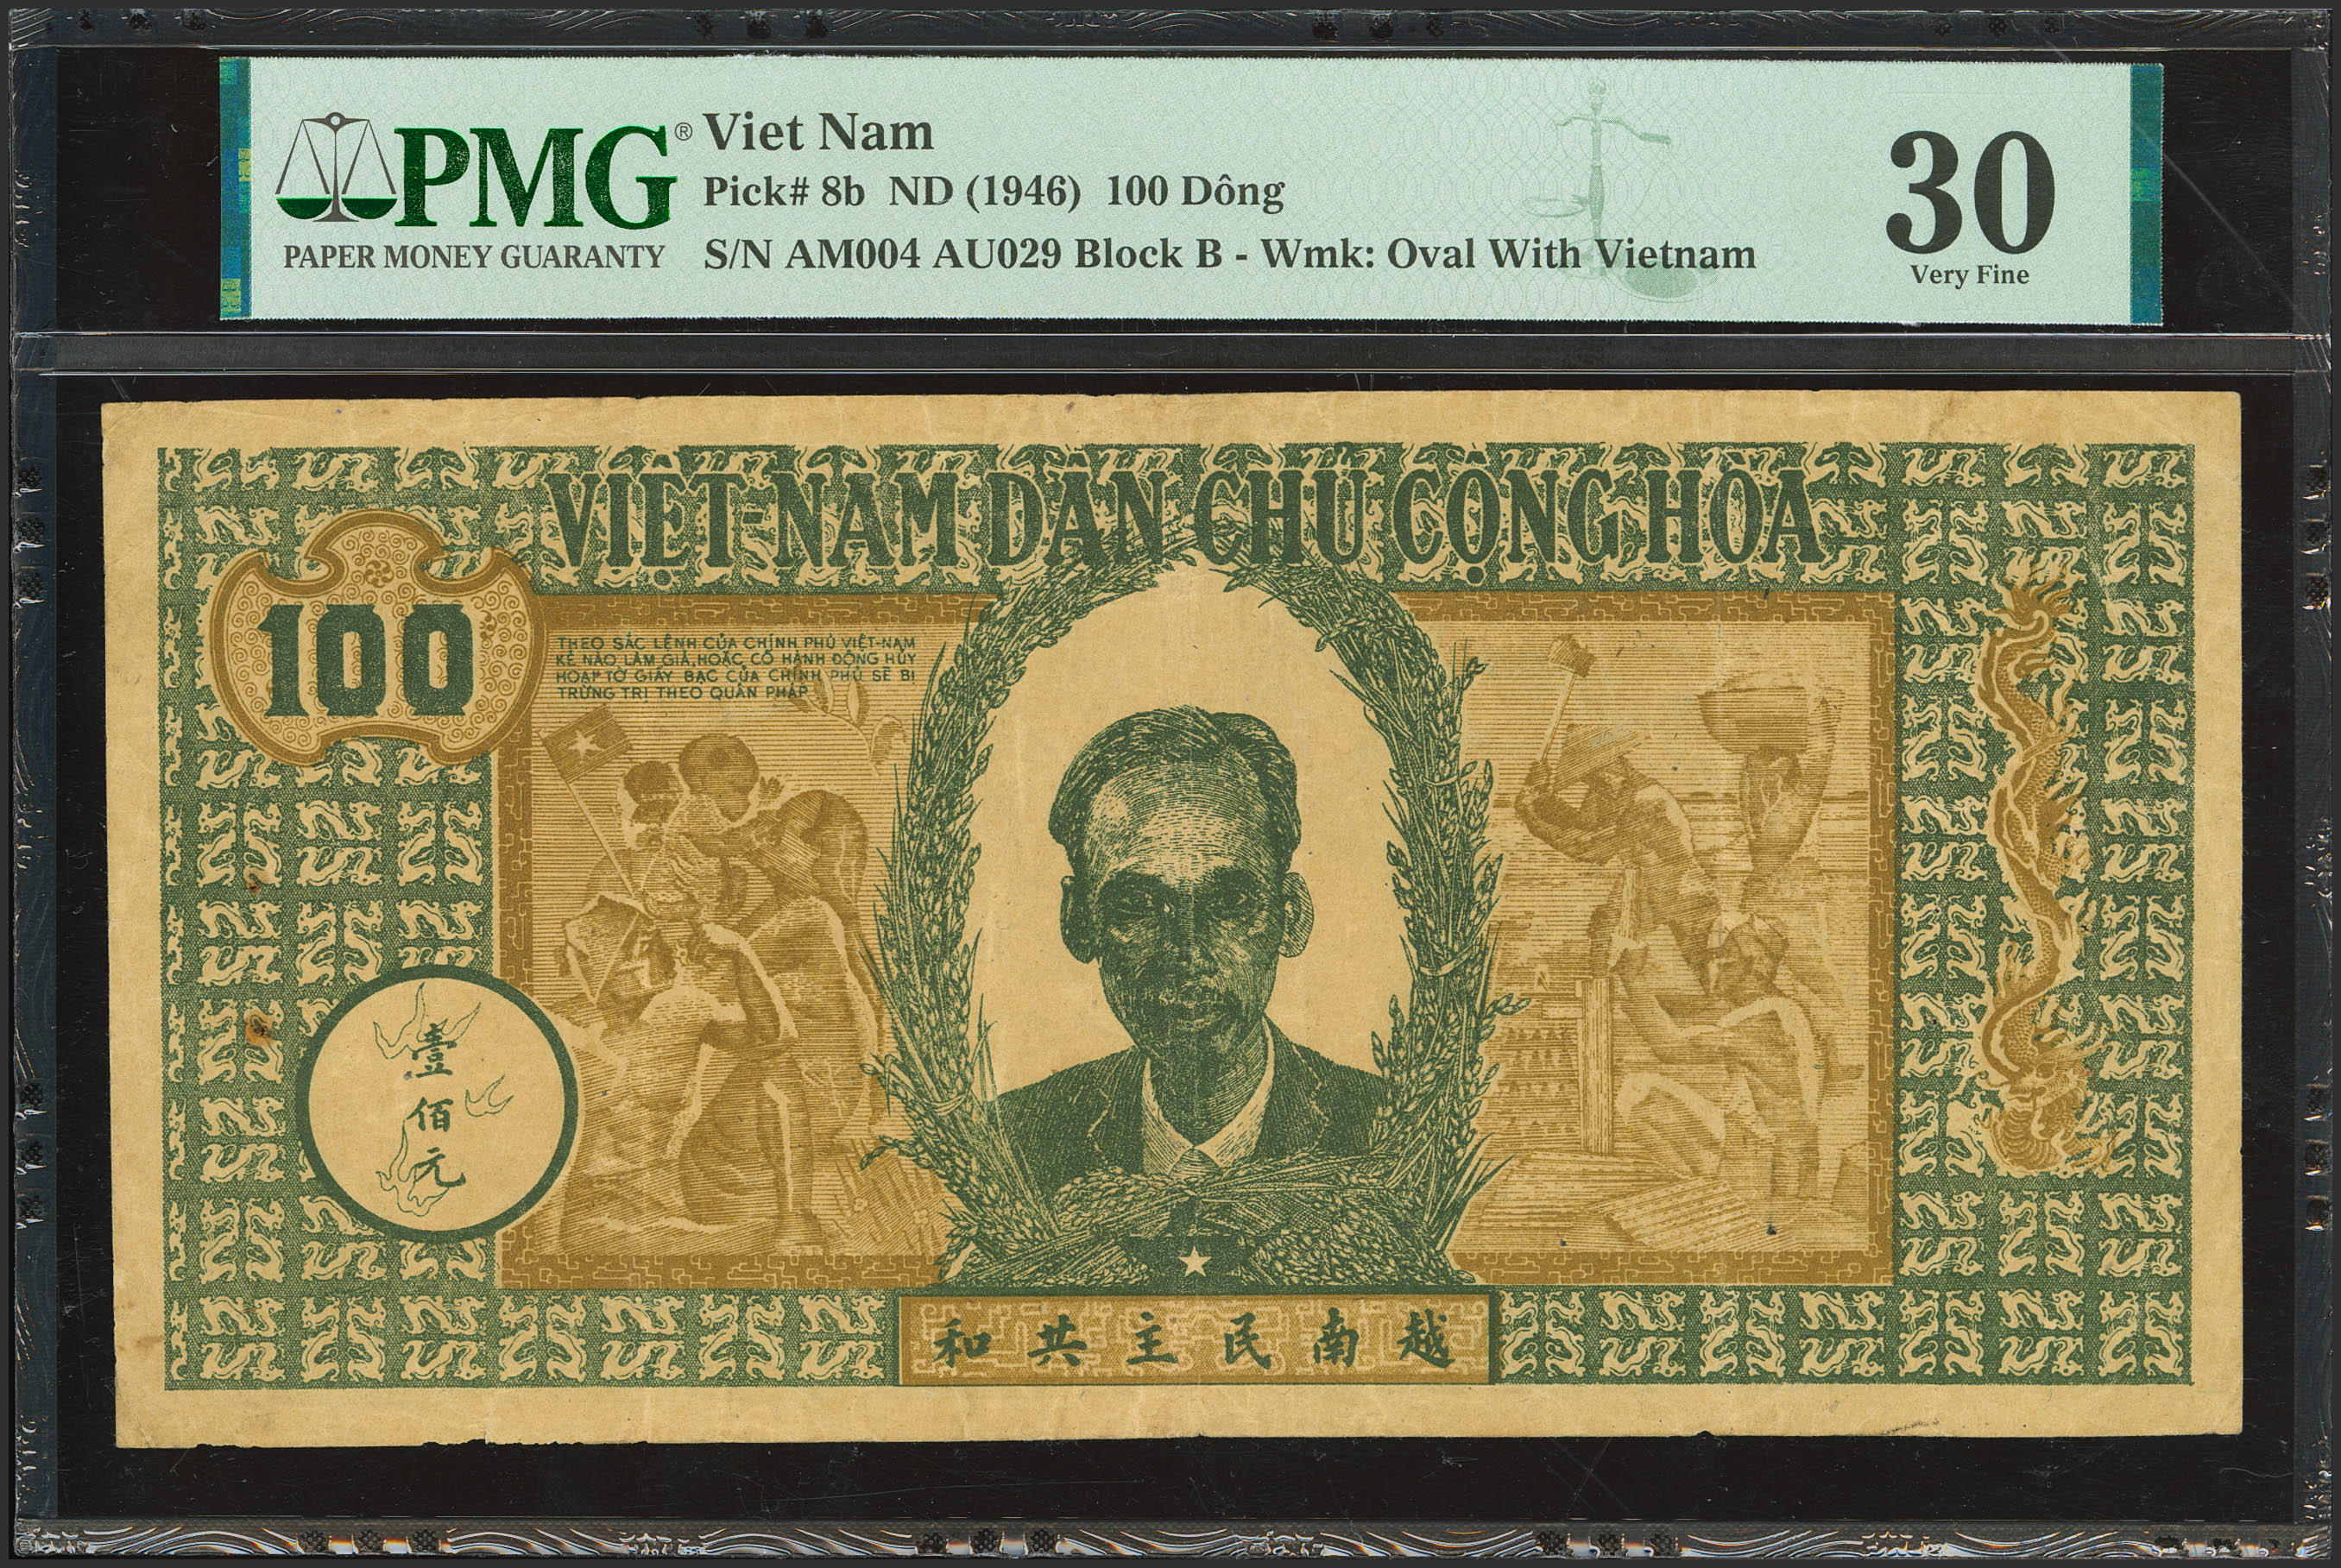 PMG®
PAPER MONEY GUARANTY
Viet Nam
Pick# 8b ND (1946) 100 Dông
S/N AM004 AU029 Block B - Wmk: Oval With Vietnam
30
Very Fine
VIỆT-NAM DÂN CHỦ CỘNG HÒA
100
THEO SẮC LỆNH CỦA CHÍNH PHỦ VIỆT-NAM
KẺ NÀO LÀM GIẢ, HOẶC CÓ HÀNH ĐỘNG HỦY
HOẠI TỜ GIẤY BẠC CỦA CHÍNH PHỦ SẼ BỊ
TRỪNG TRỊ THEO QUÂN PHÁP
壹
佰
元
和共主民南越